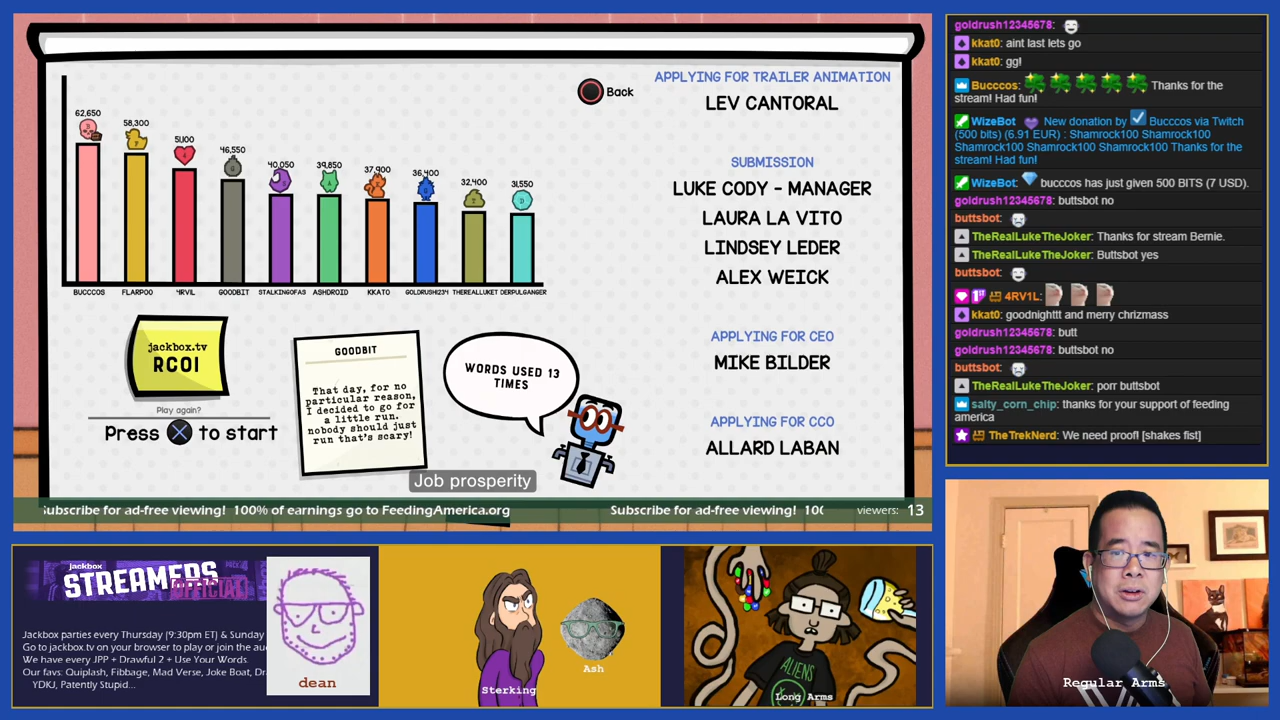 Back
62,650
58,300
51,100
46,550
40,050
39,850
37,900
36,400
32,400
31,550
BUCCCOS
FLARPOO
4RVIL
GOODBIT
STALKINGOFAS
ASHDROID
KKATO
GOLDRUSH1234
THEREALLUKET
DERPULGANGER
jackbox.tv
RCOI
Play again?
Press X to start
GOODBIT
That day, for no
particular reason,
I decided to go for
a little run.
nobody should just
run that's scary!
WORDS USED 13
TIMES
Job prosperity
APPLYING FOR TRAILER ANIMATION
LEV CANTORAL
SUBMISSION
LUKE CODY - MANAGER
LAURA LA VITO
LINDSEY LEDER
ALEX WEICK
APPLYING FOR CEO
MIKE BILDER
APPLYING FOR CCO
ALLARD LABAN
ubscribe for ad-free viewing! 100% of earnings go to FeedingAmerica.org
Subscribe for ad-free viewing! 100
viewers: 13
goldrush12345678:
kkat0: aint last lets go
kkat0: gg!
Bucccos: Thanks for the
stream! Had fun!
WizeBot New donation by Bucccos via Twitch
(500 bits) (6.91 EUR) : Shamrock100 Shamrock100
Shamrock100 Shamrock100 Shamrock100 Thanks for the
stream! Had fun!
WizeBot: bucccos has just given 500 BITS (7 USD).
goldrush12345678: buttsbot no
buttsbot:
TheRealLukeTheJoker: Thanks for stream Bernie.
TheRealLukeTheJoker: Buttsbot yes
buttsbot:
4RV1L:
kkat0: goodnighttt and merry chrizmass
goldrush12345678: butt
goldrush12345678: buttsbot no
buttsbot:
TheRealLukeTheJoker: porr buttsbot
salty_corn_chip: thanks for your support of feeding
america
TheTrekNerd: We need proof! [shakes fist]
jackbox
STREAMERS
OFFICIAL
Jackbox parties every Thursday (9:30pm ET) & Sunday
Go to jackbox.tv on your browser to play or join the au
We have every JPP + Drawful 2 + Use Your Words.
Our favs: Quiplash, Fibbage, Mad Verse, Joke Boat, Dr
YDKJ, Patently Stupid...
dean
Sterking
Ash
ALIENS
Long Arms
Regular Arms